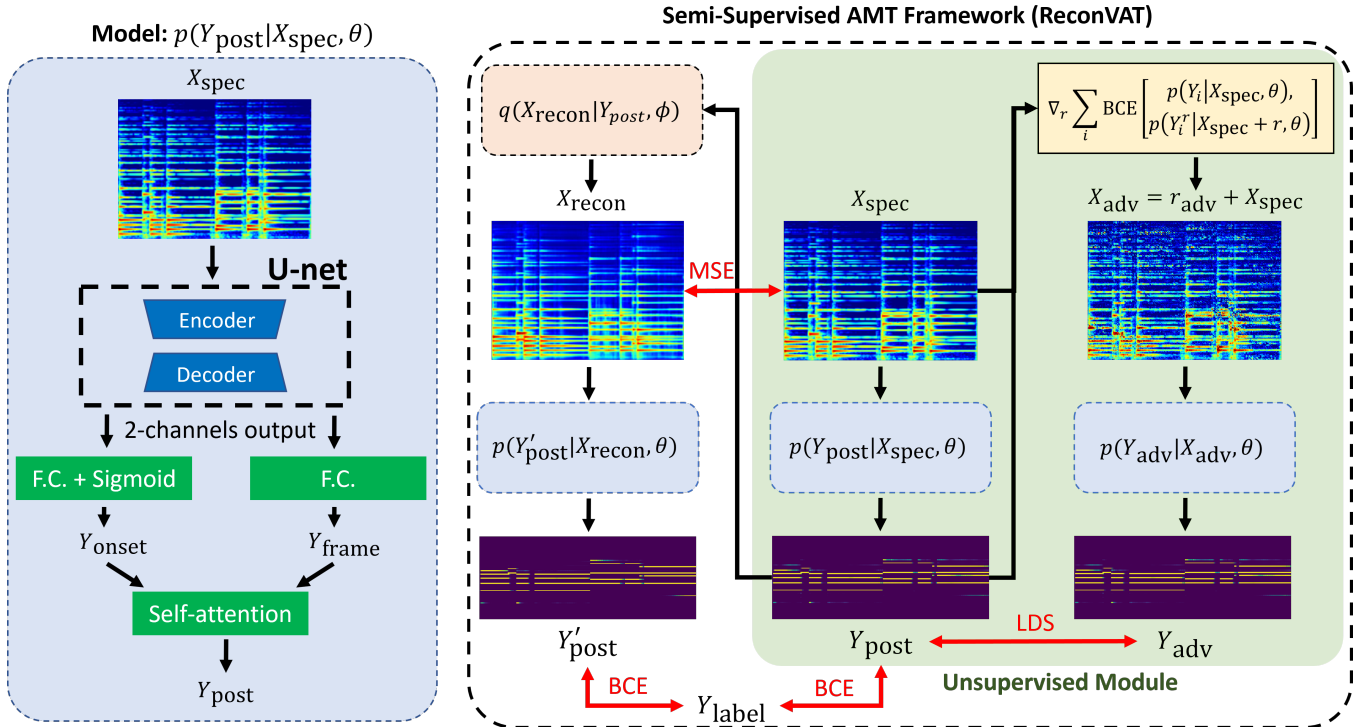 Model: p(Y_post|X_spec, θ)
X_spec
U-net
Encoder
Decoder
2-channels output
F.C. + Sigmoid
F.C.
Y_onset
Y_frame
Self-attention
Y_post
Semi-Supervised AMT Framework (ReconVAT)
q(X_recon|Y_post, ϕ)
∇_r ∑_i BCE [p(Y_i|X_spec, θ), p(Y_i^r|X_spec + r, θ)]
X_recon
X_spec
X_adv = r_adv + X_spec
MSE
p(Y′_post|X_recon, θ)
p(Y_post|X_spec, θ)
p(Y_adv|X_adv, θ)
Y′_post
Y_post
LDS
Y_adv
BCE
Y_label
BCE
Unsupervised Module